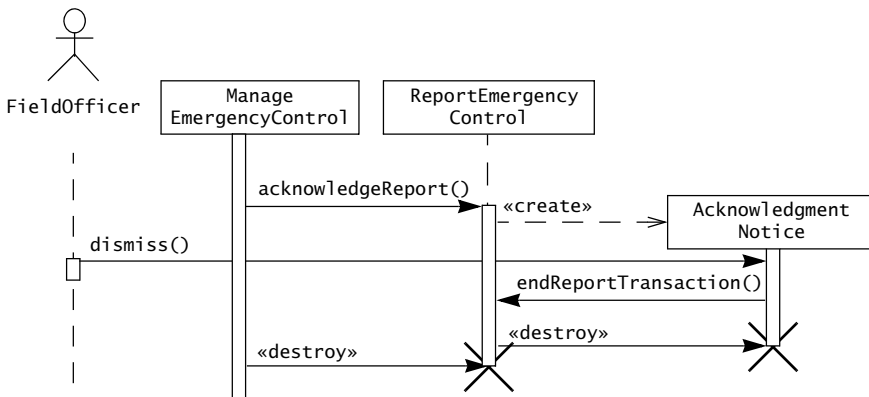 FieldOfficer
Manage
EmergencyControl
ReportEmergency
Control
acknowledgeReport()
«create»
Acknowledgment
Notice
dismiss()
endReportTransaction()
«destroy»
«destroy»